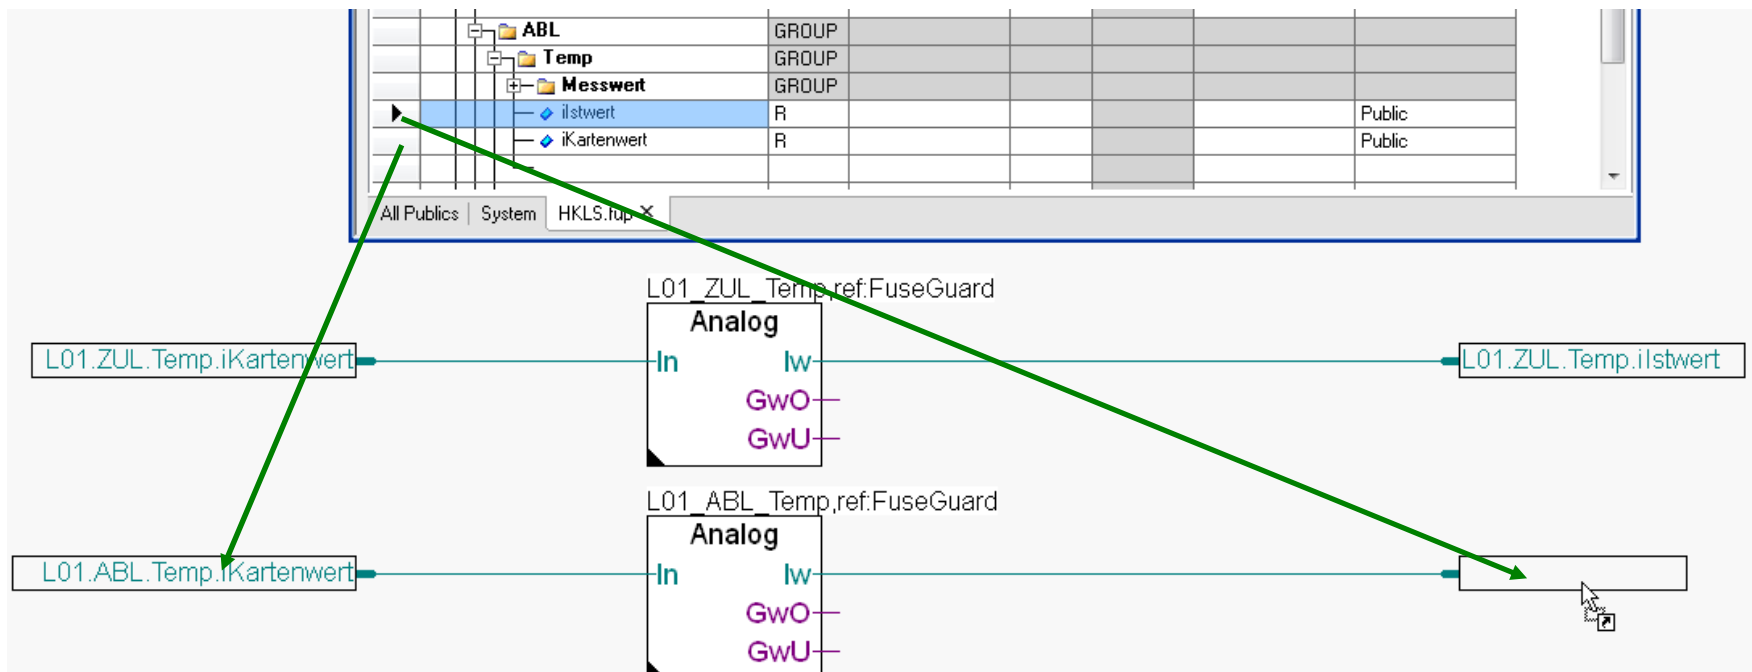 ABL GROUP
Temp GROUP
Messwert GROUP
iIstwert R Public
iKartenwert R Public
All Publics System HKLS.fup X
L01_ZUL_Temp,ref:FuseGuard
Analog
L01.ZUL.Temp.iKartenwert In Iw L01.ZUL.Temp.iIstwert
GwO
GwU
L01_ABL_Temp,ref:FuseGuard
Analog
L01.ABL.Temp.iKartenwert In Iw
GwO
GwU